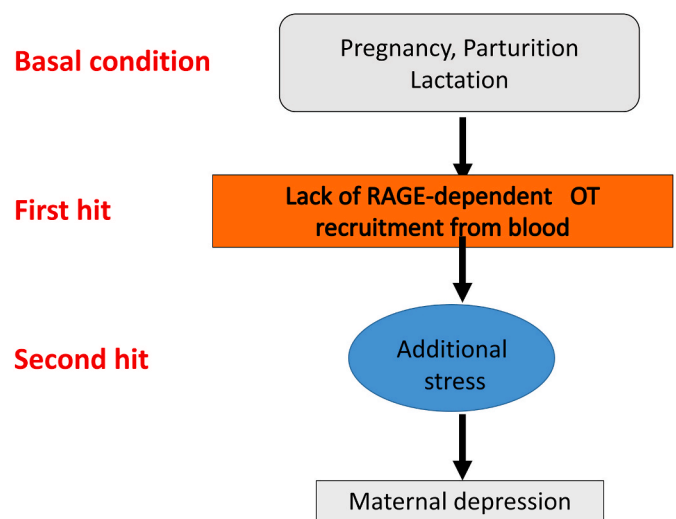 Basal condition
Pregnancy, Parturition
Lactation
First hit
Lack of RAGE-dependent OT
recruitment from blood
Second hit
Additional
stress
Maternal depression